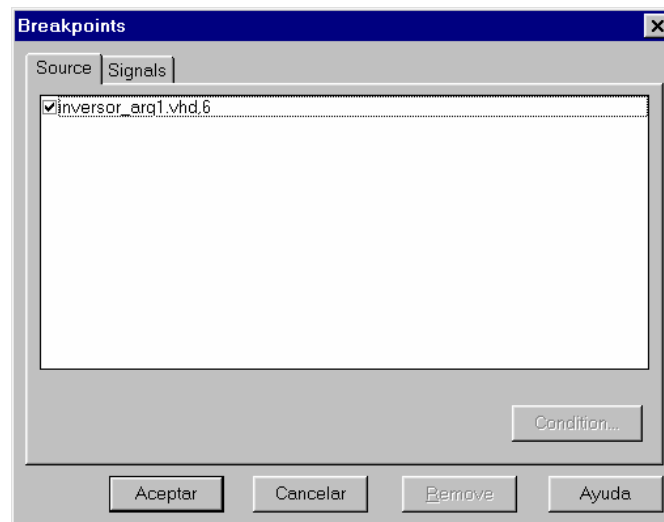 Breakpoints
Source Signals
inversor_arq1.vhd,6
Condition...
Aceptar Cancelar Remove Ayuda